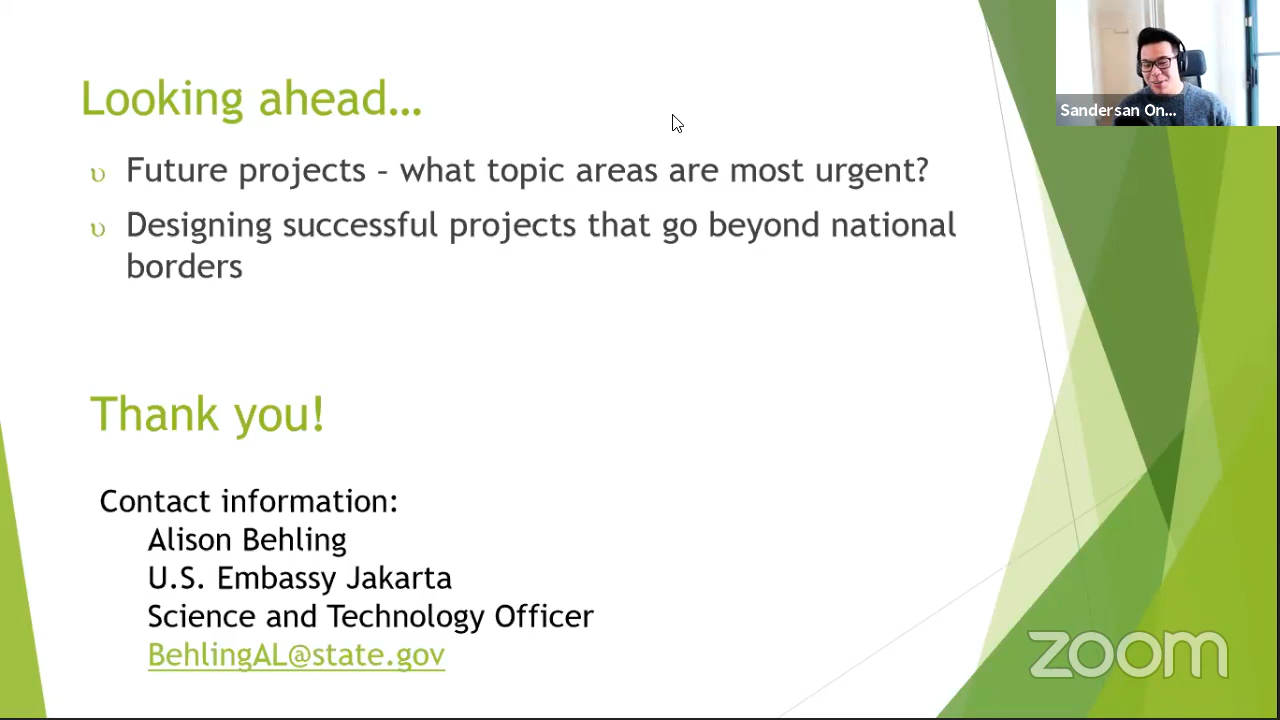 Looking ahead…
υ Future projects – what topic areas are most urgent?
υ Designing successful projects that go beyond national
borders
Sandersan On...
Thank you!
Contact information:
Alison Behling
U.S. Embassy Jakarta
Science and Technology Officer
BehlingAL@state.gov
zoom